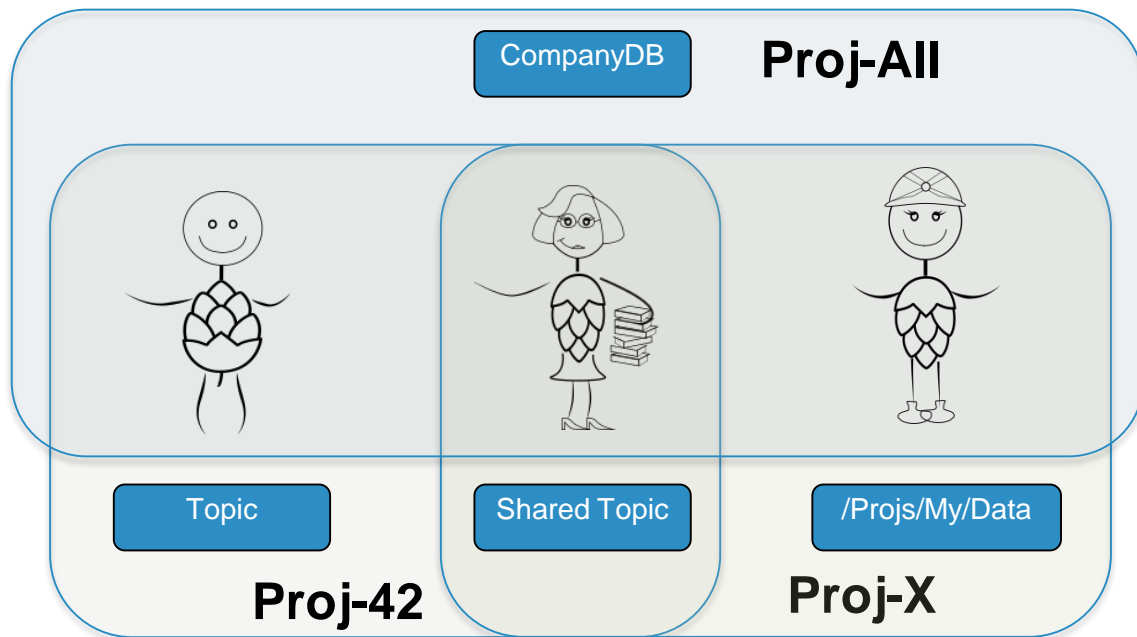 CompanyDB
Proj-All
Topic
Shared Topic
/Projs/My/Data
Proj-42
Proj-X